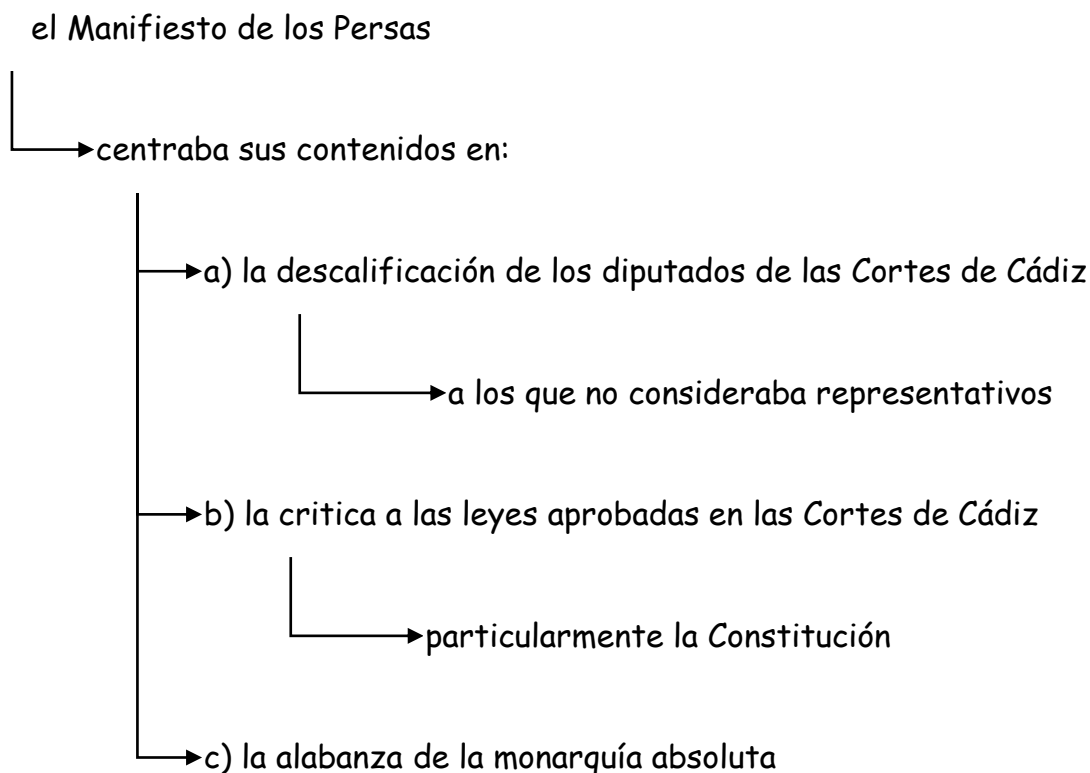 el Manifiesto de los Persas
centraba sus contenidos en:
a) la descalificación de los diputados de las Cortes de Cádiz
a los que no consideraba representativos
b) la critica a las leyes aprobadas en las Cortes de Cádiz
particularmente la Constitución
c) la alabanza de la monarquía absoluta